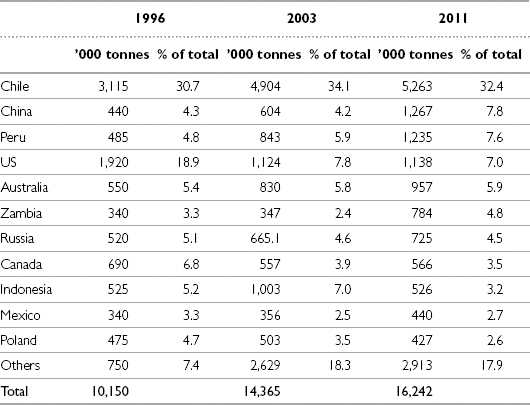 1996 2003 2011
'000 tonnes % of total '000 tonnes % of total '000 tonnes % of total
Chile 3,115 30.7 4,904 34.1 5,263 32.4
China 440 4.3 604 4.2 1,267 7.8
Peru 485 4.8 843 5.9 1,235 7.6
US 1,920 18.9 1,124 7.8 1,138 7.0
Australia 550 5.4 830 5.8 957 5.9
Zambia 340 3.3 347 2.4 784 4.8
Russia 520 5.1 665.1 4.6 725 4.5
Canada 690 6.8 557 3.9 566 3.5
Indonesia 525 5.2 1,003 7.0 526 3.2
Mexico 340 3.3 356 2.5 440 2.7
Poland 475 4.7 503 3.5 427 2.6
Others 750 7.4 2,629 18.3 2,913 17.9
Total 10,150 14,365 16,242